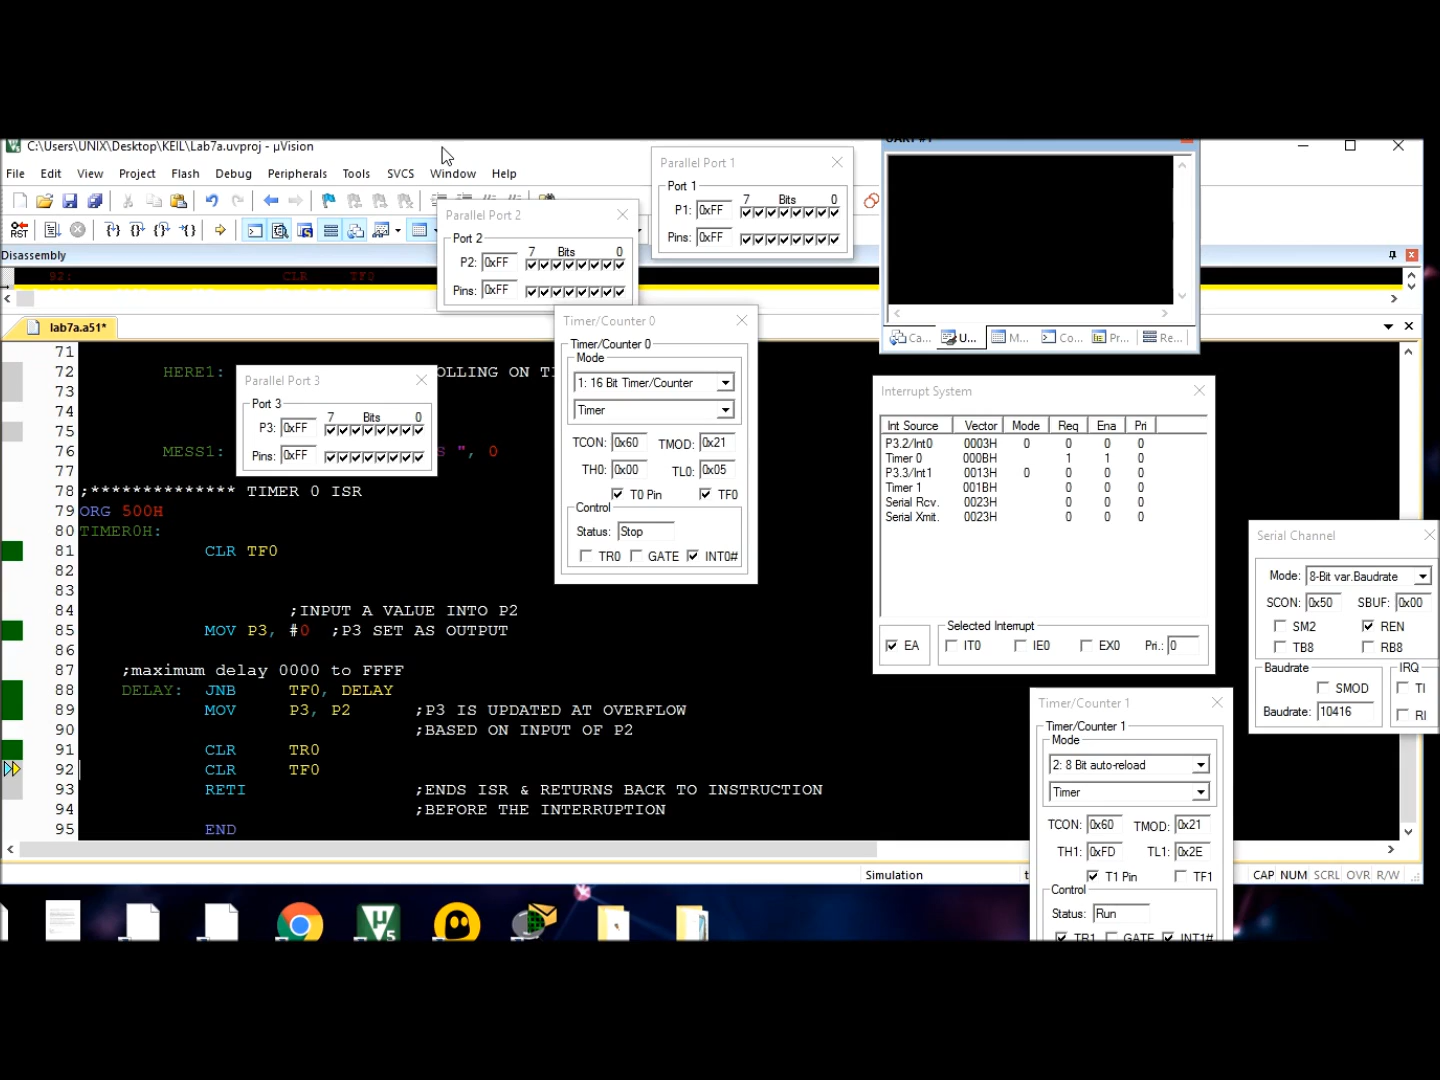 C:\Users\UNIX\Desktop\KEIL\Lab7a.uvproj - µVision
File Edit View Project Flash Debug Peripherals Tools SVCS Window Help
Disassembly
92: CLR TF0
lab7a.a51*
71
72 HERE1: OLLING ON TI
73
74
75
76 MESS1: S ", 0
77
78 ;************** TIMER 0 ISR
79 ORG 500H
80 TIMER0H:
81 CLR TF0
82
83
84 ;INPUT A VALUE INTO P2
85 MOV P3, #0 ;P3 SET AS OUTPUT
86
87 ;maximum delay 0000 to FFFF
88 DELAY: JNB TF0, DELAY
89 MOV P3, P2 ;P3 IS UPDATED AT OVERFLOW
90 ;BASED ON INPUT OF P2
91 CLR TR0
92 CLR TF0
93 RETI ;ENDS ISR & RETURNS BACK TO INSTRUCTION
94 ;BEFORE THE INTERRUPTION
95 END
Parallel Port 1
Port 1
7 Bits 0
P1: 0xFF
Pins: 0xFF
Parallel Port 2
Port 2
7 Bits 0
P2: 0xFF
Pins: 0xFF
Parallel Port 3
Port 3
7 Bits 0
P3: 0xFF
Pins: 0xFF
Timer/Counter 0
Timer/Counter 0
Mode
1: 16 Bit Timer/Counter
Timer
TCON: 0x60 TMOD: 0x21
TH0: 0x00 TL0: 0x05
T0 Pin TF0
Control
Status: Stop
TR0 GATE INT0#
Ca... U... M... Co... Pr... Re...
Interrupt System
Int Source Vector Mode Req Ena Pri
P3.2/Int0 0003H 0 0 0 0
Timer 0 000BH 1 1 0
P3.3/Int1 0013H 0 0 0 0
Timer 1 001BH 0 0 0
Serial Rcv. 0023H 0 0 0
Serial Xmit. 0023H 0 0 0
Selected Interrupt
EA IT0 IE0 EX0 Pri.: 0
Serial Channel
Mode: 8-Bit var.Baudrate
SCON: 0x50 SBUF: 0x00
SM2 REN
TB8 RB8
Baudrate IRQ
SMOD TI
Baudrate: 10416 RI
Timer/Counter 1
Timer/Counter 1
Mode
2: 8 Bit auto-reload
Timer
TCON: 0x60 TMOD: 0x21
TH1: 0xFD TL1: 0x2E
T1 Pin TF1
Control
Status: Run
TR1 GATE INT1#
Simulation t CAP NUM SCRL OVR R/W